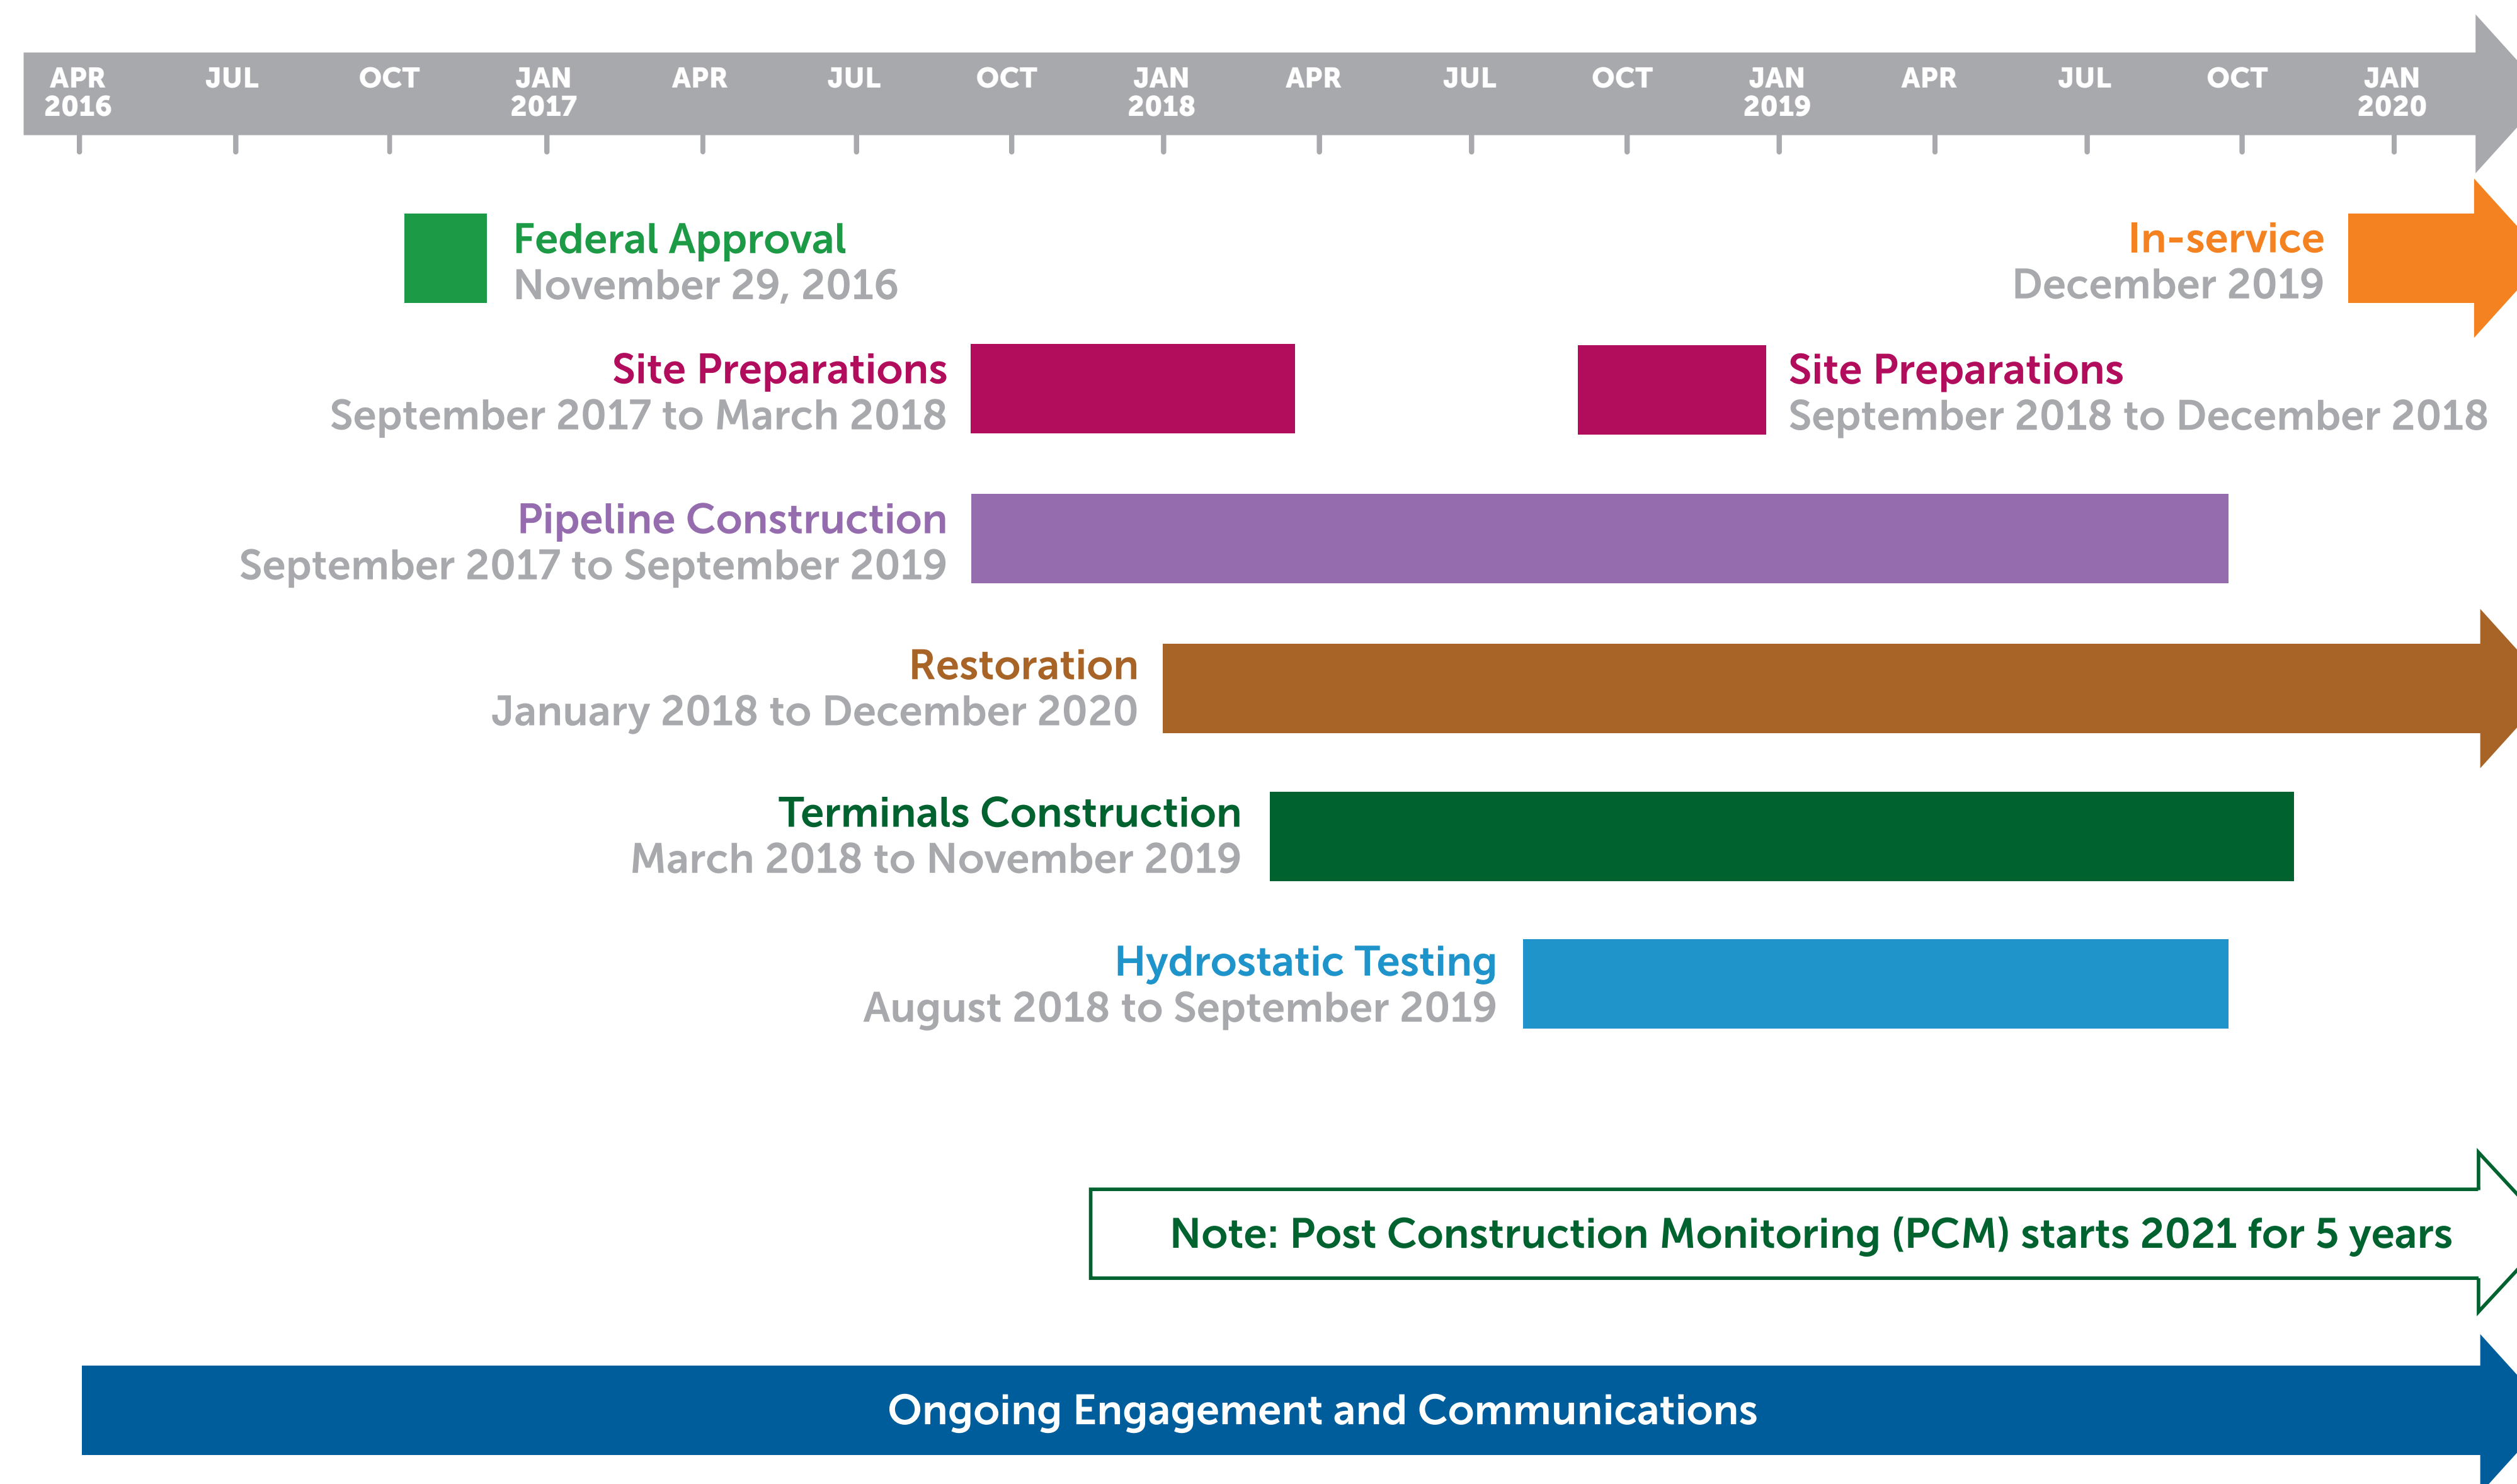 APR JUL OCT JAN APR JUL OCT JAN APR JUL OCT JAN APR JUL OCT JAN
2016 2017 2018 2019 2020
Federal Approval
November 29, 2016
In-service
December 2019
Site Preparations
September 2017 to March 2018
Site Preparations
September 2018 to December 2018
Pipeline Construction
September 2017 to September 2019
Restoration
January 2018 to December 2020
Terminals Construction
March 2018 to November 2019
Hydrostatic Testing
August 2018 to September 2019
Note: Post Construction Monitoring (PCM) starts 2021 for 5 years
Ongoing Engagement and Communications